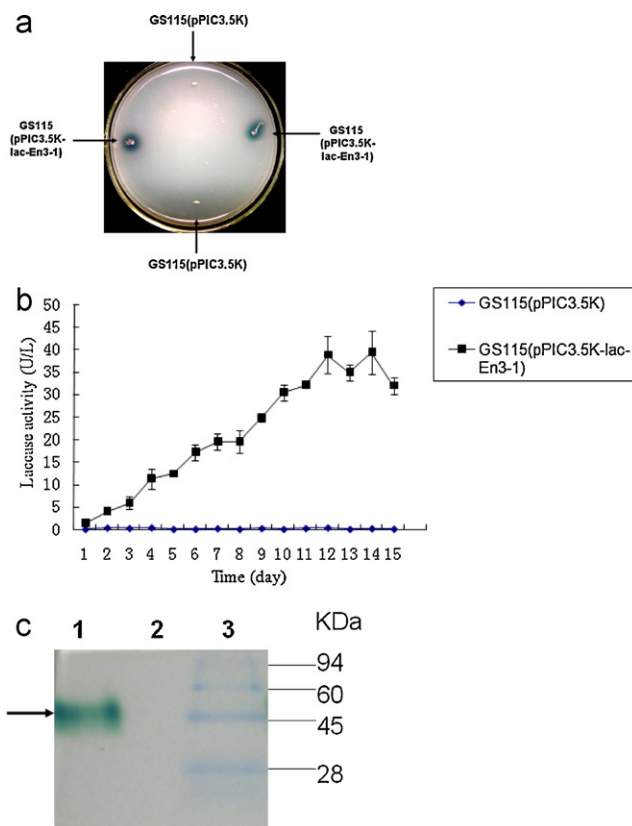 a
GS115(pPIC3.5K)
GS115
(pPIC3.5K-
lac-En3-1)
GS115
(pPIC3.5K-
lac-En3-1)
GS115(pPIC3.5K)
b
Laccase activity (U/L)
50
45
40
35
30
25
20
15
10
5
0
1 2 3 4 5 6 7 8 9 10 11 12 13 14 15
Time (day)
GS115(pPIC3.5K)
GS115(pPIC3.5K-lac-
En3-1)
c
1 2 3 KDa
94
60
45
28